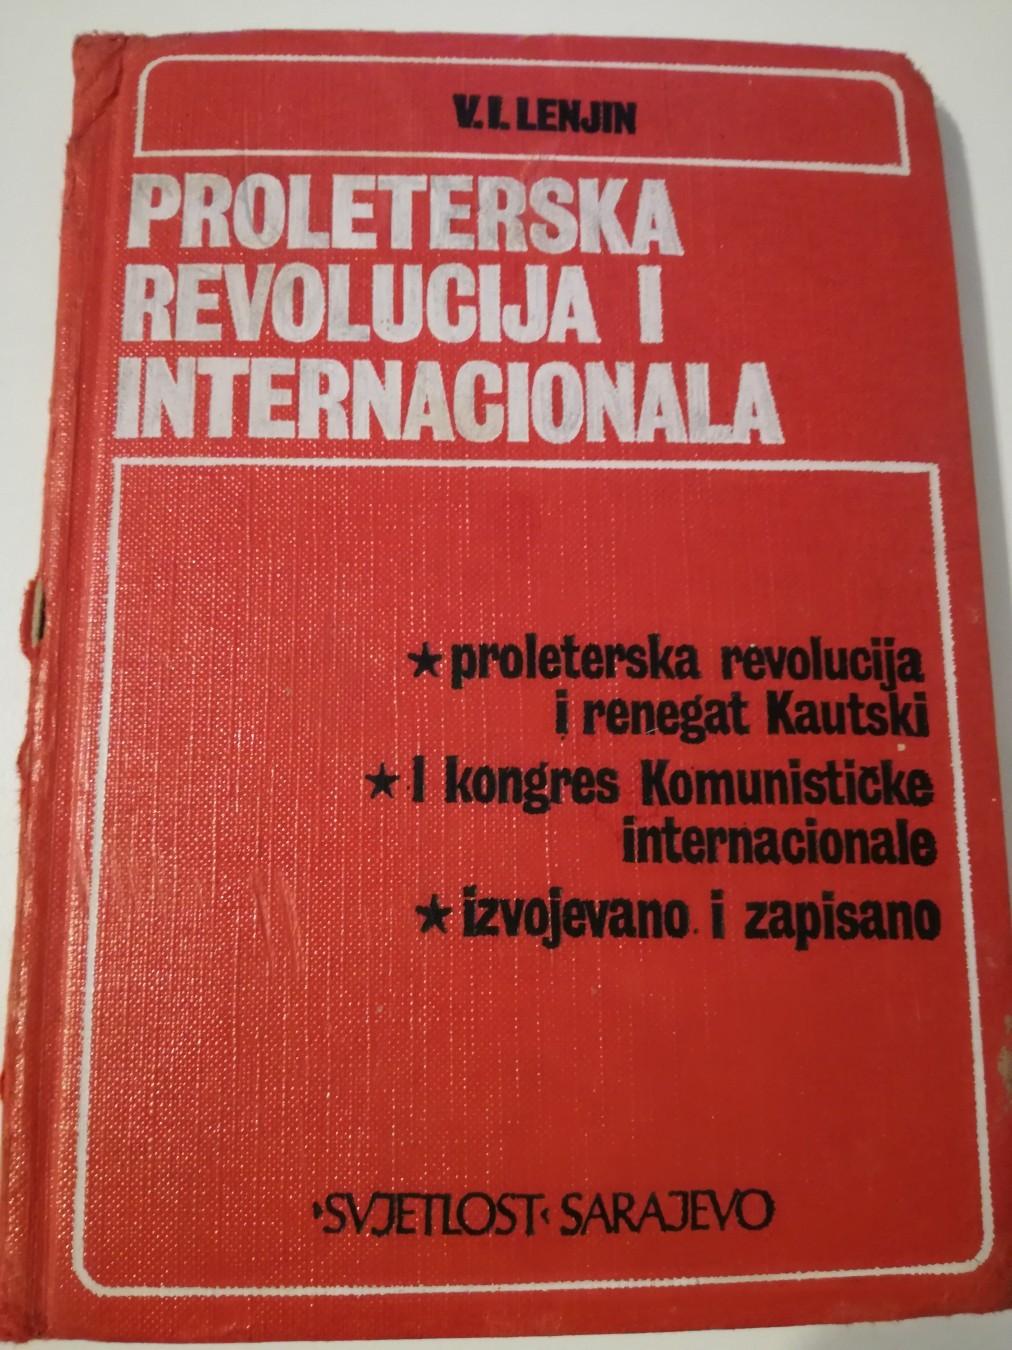 V. I. LENJIN
PROLETERSKA
REVOLUCIJA I
INTERNACIONALA
★ proleterska revolucija
i renegat Kautski
★ I kongres Komunističke
internacionale
★ izvojevano i zapisano
›SVJETLOST‹ SARAJEVO